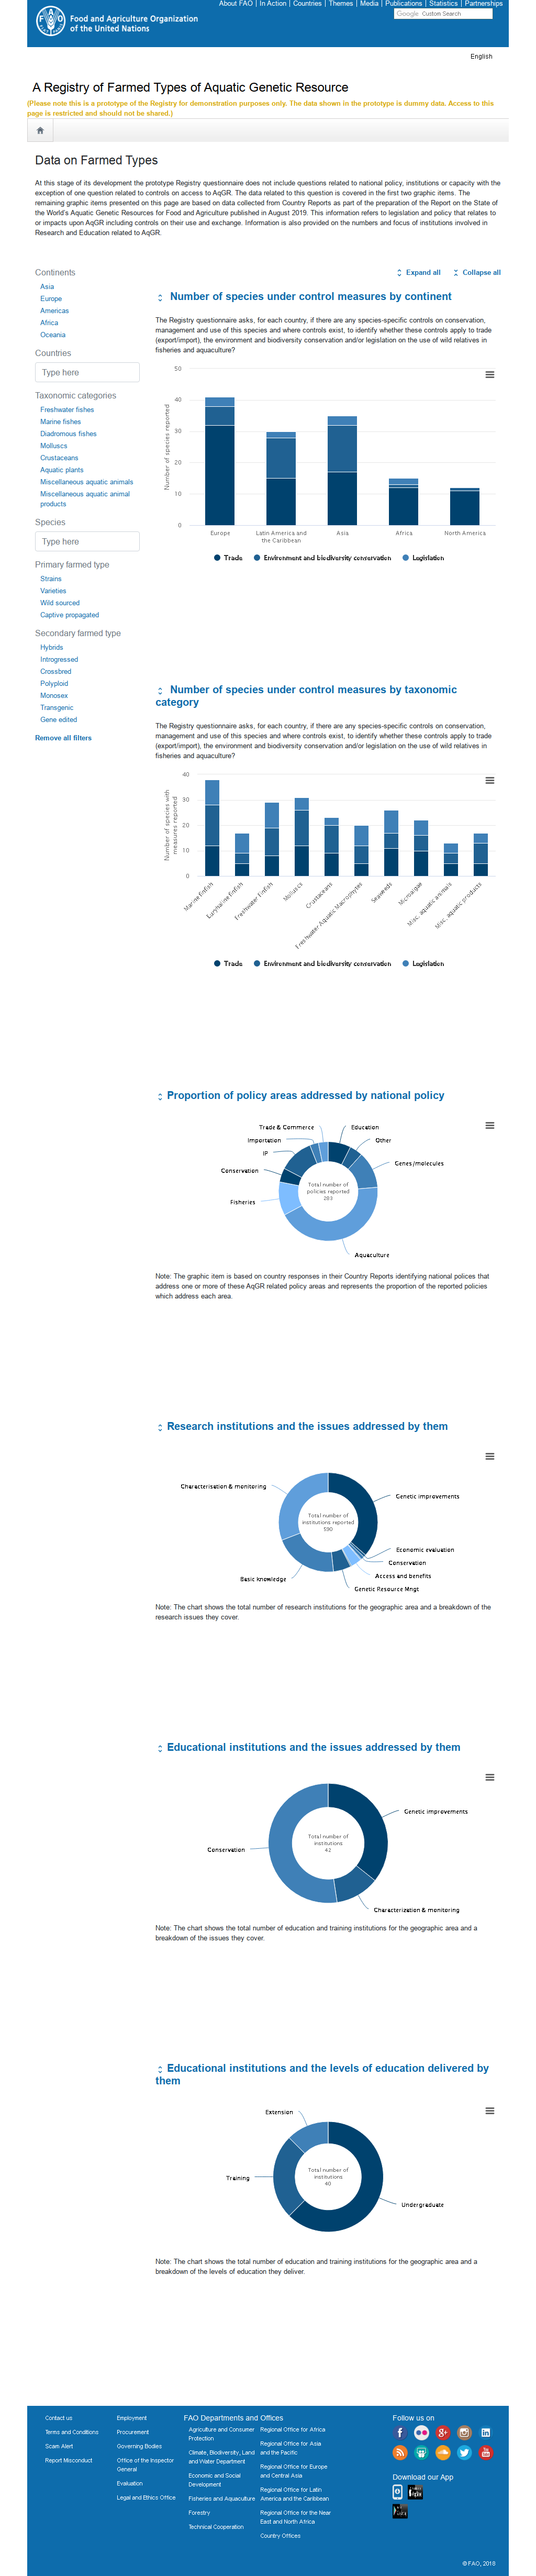 About FAO | In Action | Countries | Themes | Media | Publications | Statistics | Partnerships
Food and Agriculture Organization
of the United Nations
Google Custom Search
English
A Registry of Farmed Types of Aquatic Genetic Resource
(Please note this is a prototype of the Registry for demonstration purposes only. The data shown in the prototype is dummy data. Access to this
page is restricted and should not be shared.)
Data on Farmed Types
At this stage of its development the prototype Registry questionnaire does not include questions related to national policy, institutions or capacity with the
exception of one question related to controls on access to AqGR. The data related to this question is covered in the first two graphic items. The
remaining graphic items presented on this page are based on data collected from Country Reports as part of the preparation of the Report on the State of
the World's Aquatic Genetic Resources for Food and Agriculture published in August 2019. This information refers to legislation and policy that relates to
or impacts upon AqGR including controls on their use and exchange. Information is also provided on the numbers and focus of institutions involved in
Research and Education related to AqGR.
Continents
Asia
Europe
Americas
Africa
Oceania
Countries
Type here
Taxonomic categories
Freshwater fishes
Marine fishes
Diadromous fishes
Molluscs
Crustaceans
Aquatic plants
Miscellaneous aquatic animals
Miscellaneous aquatic animal
products
Species
Type here
Primary farmed type
Strains
Varieties
Wild sourced
Captive propagated
Secondary farmed type
Hybrids
Introgressed
Crossbred
Polyploid
Monosex
Transgenic
Gene edited
Remove all filters
Expand all
Collapse all
Number of species under control measures by continent
The Registry questionnaire asks, for each country, if there are any species-specific controls on conservation,
management and use of this species and where controls exist, to identify whether these controls apply to trade
(export/import), the environment and biodiversity conservation and/or legislation on the use of wild relatives in
fisheries and aquaculture?
Number of species reported
50
40
30
20
10
0
Europe
Latin America and
the Caribbean
Asia
Africa
North America
Trade
Environment and biodiversity conservation
Legislation
Number of species under control measures by taxonomic
category
The Registry questionnaire asks, for each country, if there are any species-specific controls on conservation,
management and use of this species and where controls exist, to identify whether these controls apply to trade
(export/import), the environment and biodiversity conservation and/or legislation on the use of wild relatives in
fisheries and aquaculture?
Number of species with
measures reported
40
30
20
10
0
Marine finfish
Euryhaline finfish
Freshwater Finfish
Molluscs
Crustaceans
Freshwater Aquatic Macrophytes
Seaweeds
Microalgae
Misc. aquatic animals
Misc. aquatic products
Trade
Environment and biodiversity conservation
Legislation
Proportion of policy areas addressed by national policy
Trade & Commerce
Education
Importation
Other
IP
Genes/molecules
Conservation
Fisheries
Aquaculture
Total number of
policies reported
283
Note: The graphic item is based on country responses in their Country Reports identifying national polices that
address one or more of these AqGR related policy areas and represents the proportion of the reported policies
which address each area.
Research institutions and the issues addressed by them
Characterisation & monitoring
Genetic improvements
Total number of
institutions reported
590
Economic evaluation
Conservation
Access and benefits
Basic knowledge
Genetic Resource Mngt
Note: The chart shows the total number of research institutions for the geographic area and a breakdown of the
research issues they cover.
Educational institutions and the issues addressed by them
Genetic improvements
Total number of
institutions
42
Conservation
Characterization & monitoring
Note: The chart shows the total number of education and training institutions for the geographic area and a
breakdown of the issues they cover.
Educational institutions and the levels of education delivered by
them
Extension
Total number of
institutions
40
Training
Undergraduate
Note: The chart shows the total number of education and training institutions for the geographic area and a
breakdown of the levels of education they deliver.
Contact us
Terms and Conditions
Scam Alert
Report Misconduct
Employment
Procurement
Governing Bodies
Office of the Inspector
General
Evaluation
Legal and Ethics Office
FAO Departments and Offices
Agriculture and Consumer
Protection
Climate, Biodiversity, Land
and Water Department
Economic and Social
Development
Fisheries and Aquaculture
Forestry
Technical Cooperation
Regional Office for Africa
Regional Office for Asia
and the Pacific
Regional Office for Europe
and Central Asia
Regional Office for Latin
America and the Caribbean
Regional Office for the Near
East and North Africa
Country Offices
Follow us on
Download our App
© FAO, 2018